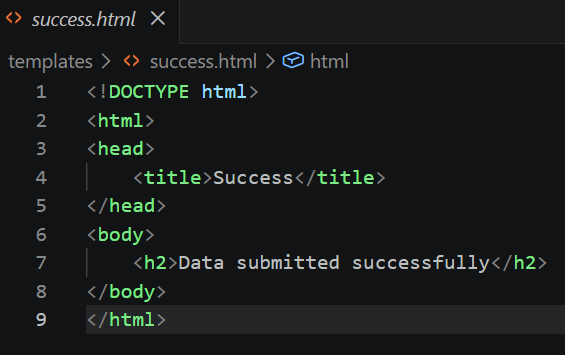 <> success.html ×
templates > <> success.html > html
1 <!DOCTYPE html>
2 <html>
3 <head>
4     <title>Success</title>
5 </head>
6 <body>
7     <h2>Data submitted successfully</h2>
8 </body>
9 </html>